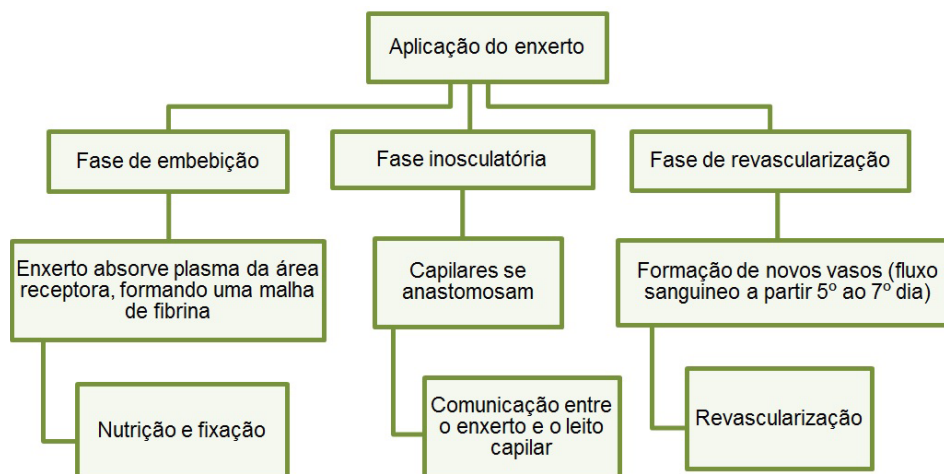 Aplicação do enxerto
Fase de embebição
Fase inosculatória
Fase de revascularização
Enxerto absorve plasma da área
receptora, formando uma malha
de fibrina
Capilares se
anastomosam
Formação de novos vasos (fluxo
sanguíneo a partir 5º ao 7º dia)
Nutrição e fixação
Comunicação entre
o enxerto e o leito
capilar
Revascularização